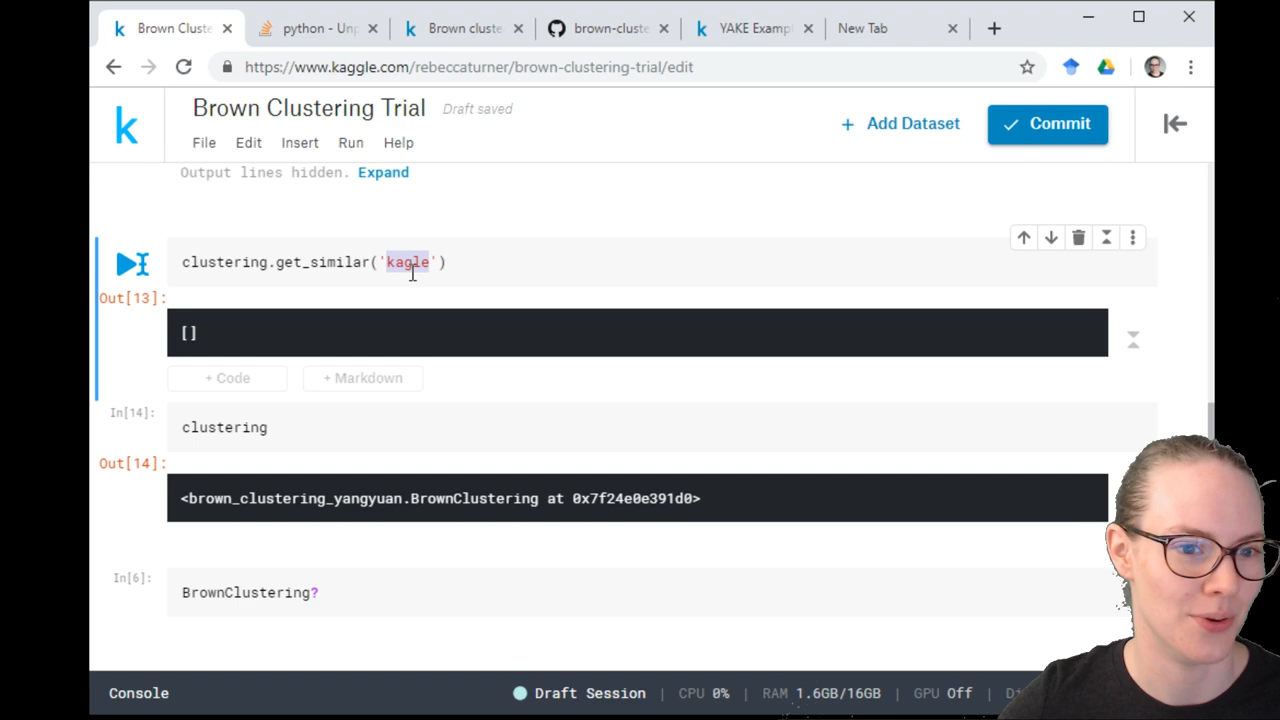 Brown Cluste
python - Unp
Brown cluste
brown-cluste
YAKE Exampl
New Tab
https://www.kaggle.com/rebeccaturner/brown-clustering-trial/edit
k
Brown Clustering Trial
Draft saved
File Edit Insert Run Help
+ Add Dataset
Commit
Output lines hidden. Expand
clustering.get_similar('kagle')
Out[13]:
[]
+ Code
+ Markdown
In[14]:
clustering
Out[14]
<brown_clustering_yangyuan.BrownClustering at 0x7f24e0e391d0>
In[6]:
BrownClustering?
Console
Draft Session | CPU 0% | RAM 1.6GB/16GB | GPU Off |